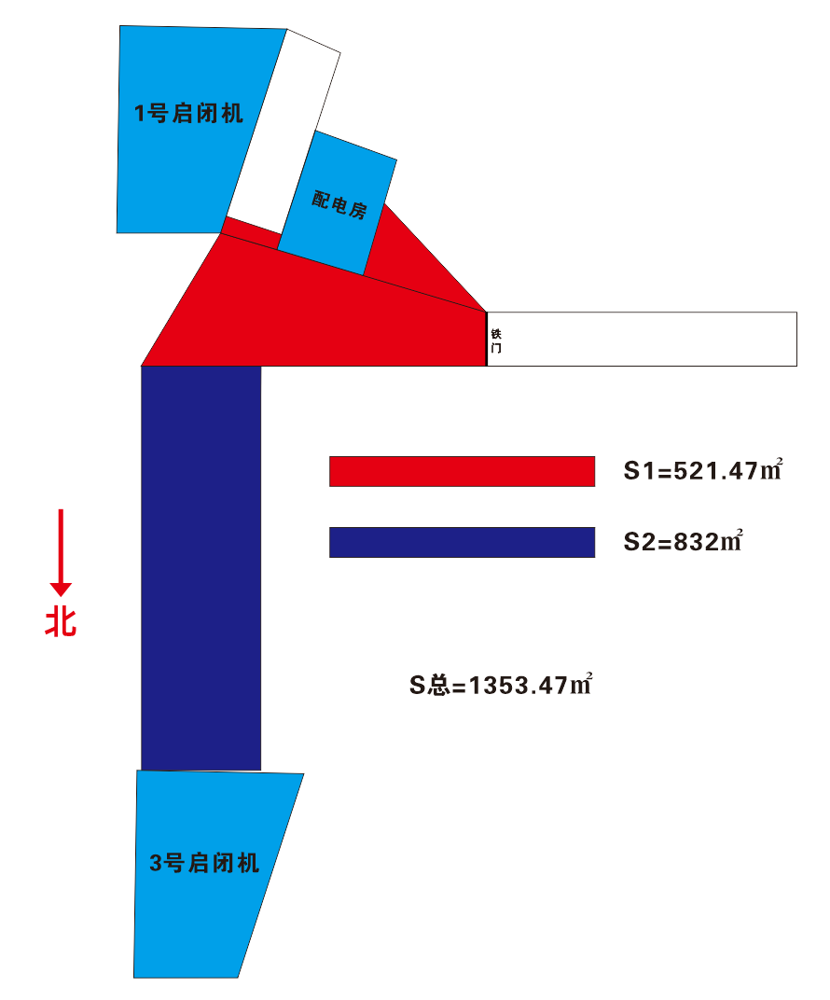 1号启闭机
配电房
铁
门
S1=521.47㎡
S2=832㎡
北
S总=1353.47㎡
3号启闭机